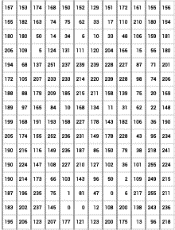 157 153 174 168 150 152 129 151 172 161 155 156
155 182 163 74 75 62 33 17 110 210 180 154
180 180 50 14 34 6 10 33 48 106 159 181
206 109 5 124 131 111 120 204 166 15 56 180
194 68 137 251 237 239 239 228 227 87 71 201
172 105 207 233 233 214 220 239 228 98 74 206
188 88 179 209 185 215 211 158 139 75 20 169
189 97 165 84 10 168 134 11 31 62 22 148
199 168 191 193 158 227 178 143 182 106 36 190
205 174 155 252 236 231 149 178 228 43 95 234
190 216 116 149 236 187 86 150 79 38 218 241
190 224 147 108 227 210 127 102 36 101 255 224
190 214 173 66 103 143 96 50 2 109 249 215
187 196 235 75 1 81 47 0 6 217 255 211
183 202 237 145 0 0 12 108 200 138 243 236
195 206 123 207 177 121 123 200 175 13 96 218